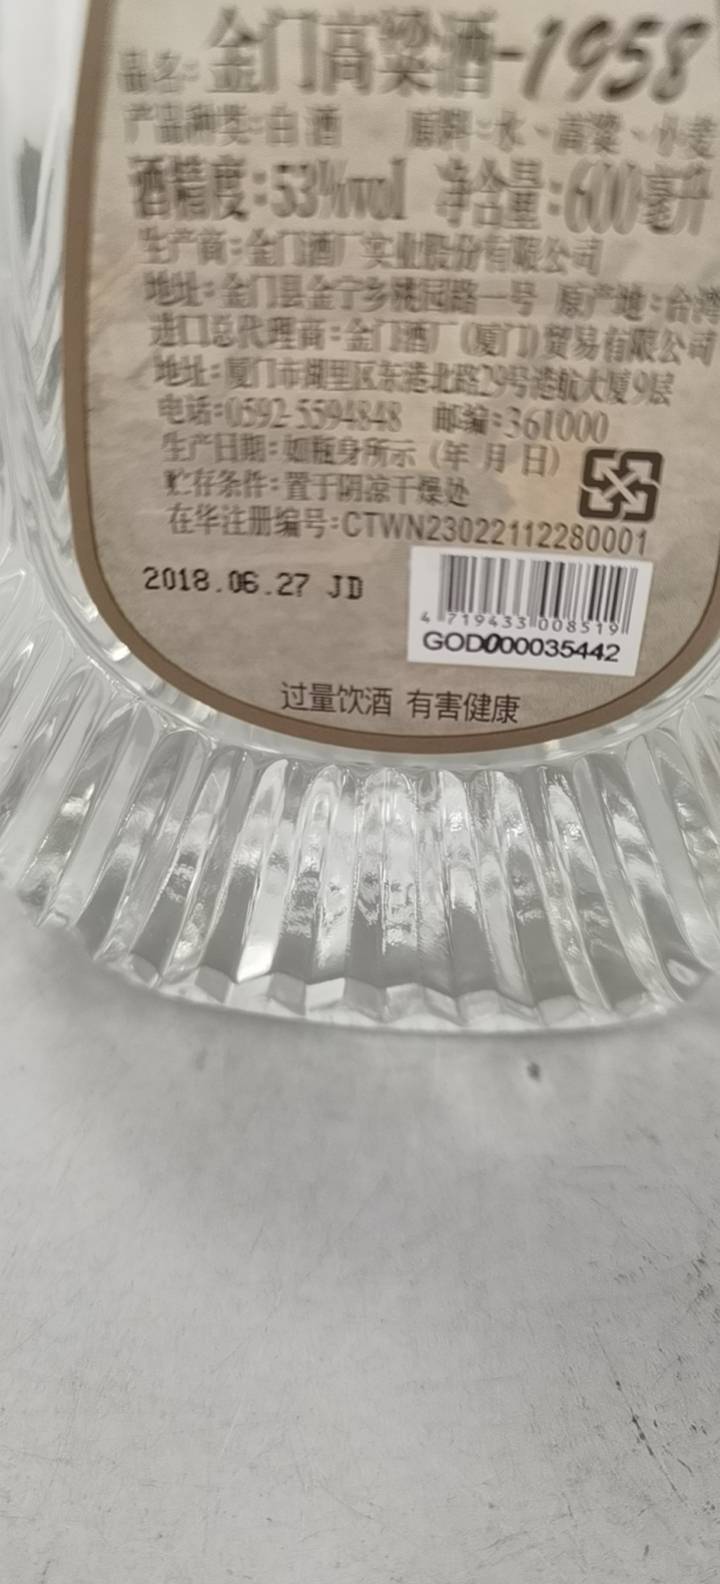 品名:金门高粱酒-1958
产品种类:白酒 原料:水、高粱、小麦
酒精度:53%vol 净含量:600毫升
生产商:金门酒厂实业股份有限公司
地址:金门县金宁乡桃园路一号 原产地:台湾
进口总代理商:金门酒厂(厦门)贸易有限公司
地址:厦门市湖里区东港北路29号港航大厦9层
电话:0592-5594848 邮编:361000
生产日期:如瓶身所示(年 月 日)
贮存条件:置于阴凉干燥处
在华注册编号:CTWN23022112280001
2018.06.27 JD
4 719433 008519
GOD000035442
过量饮酒 有害健康